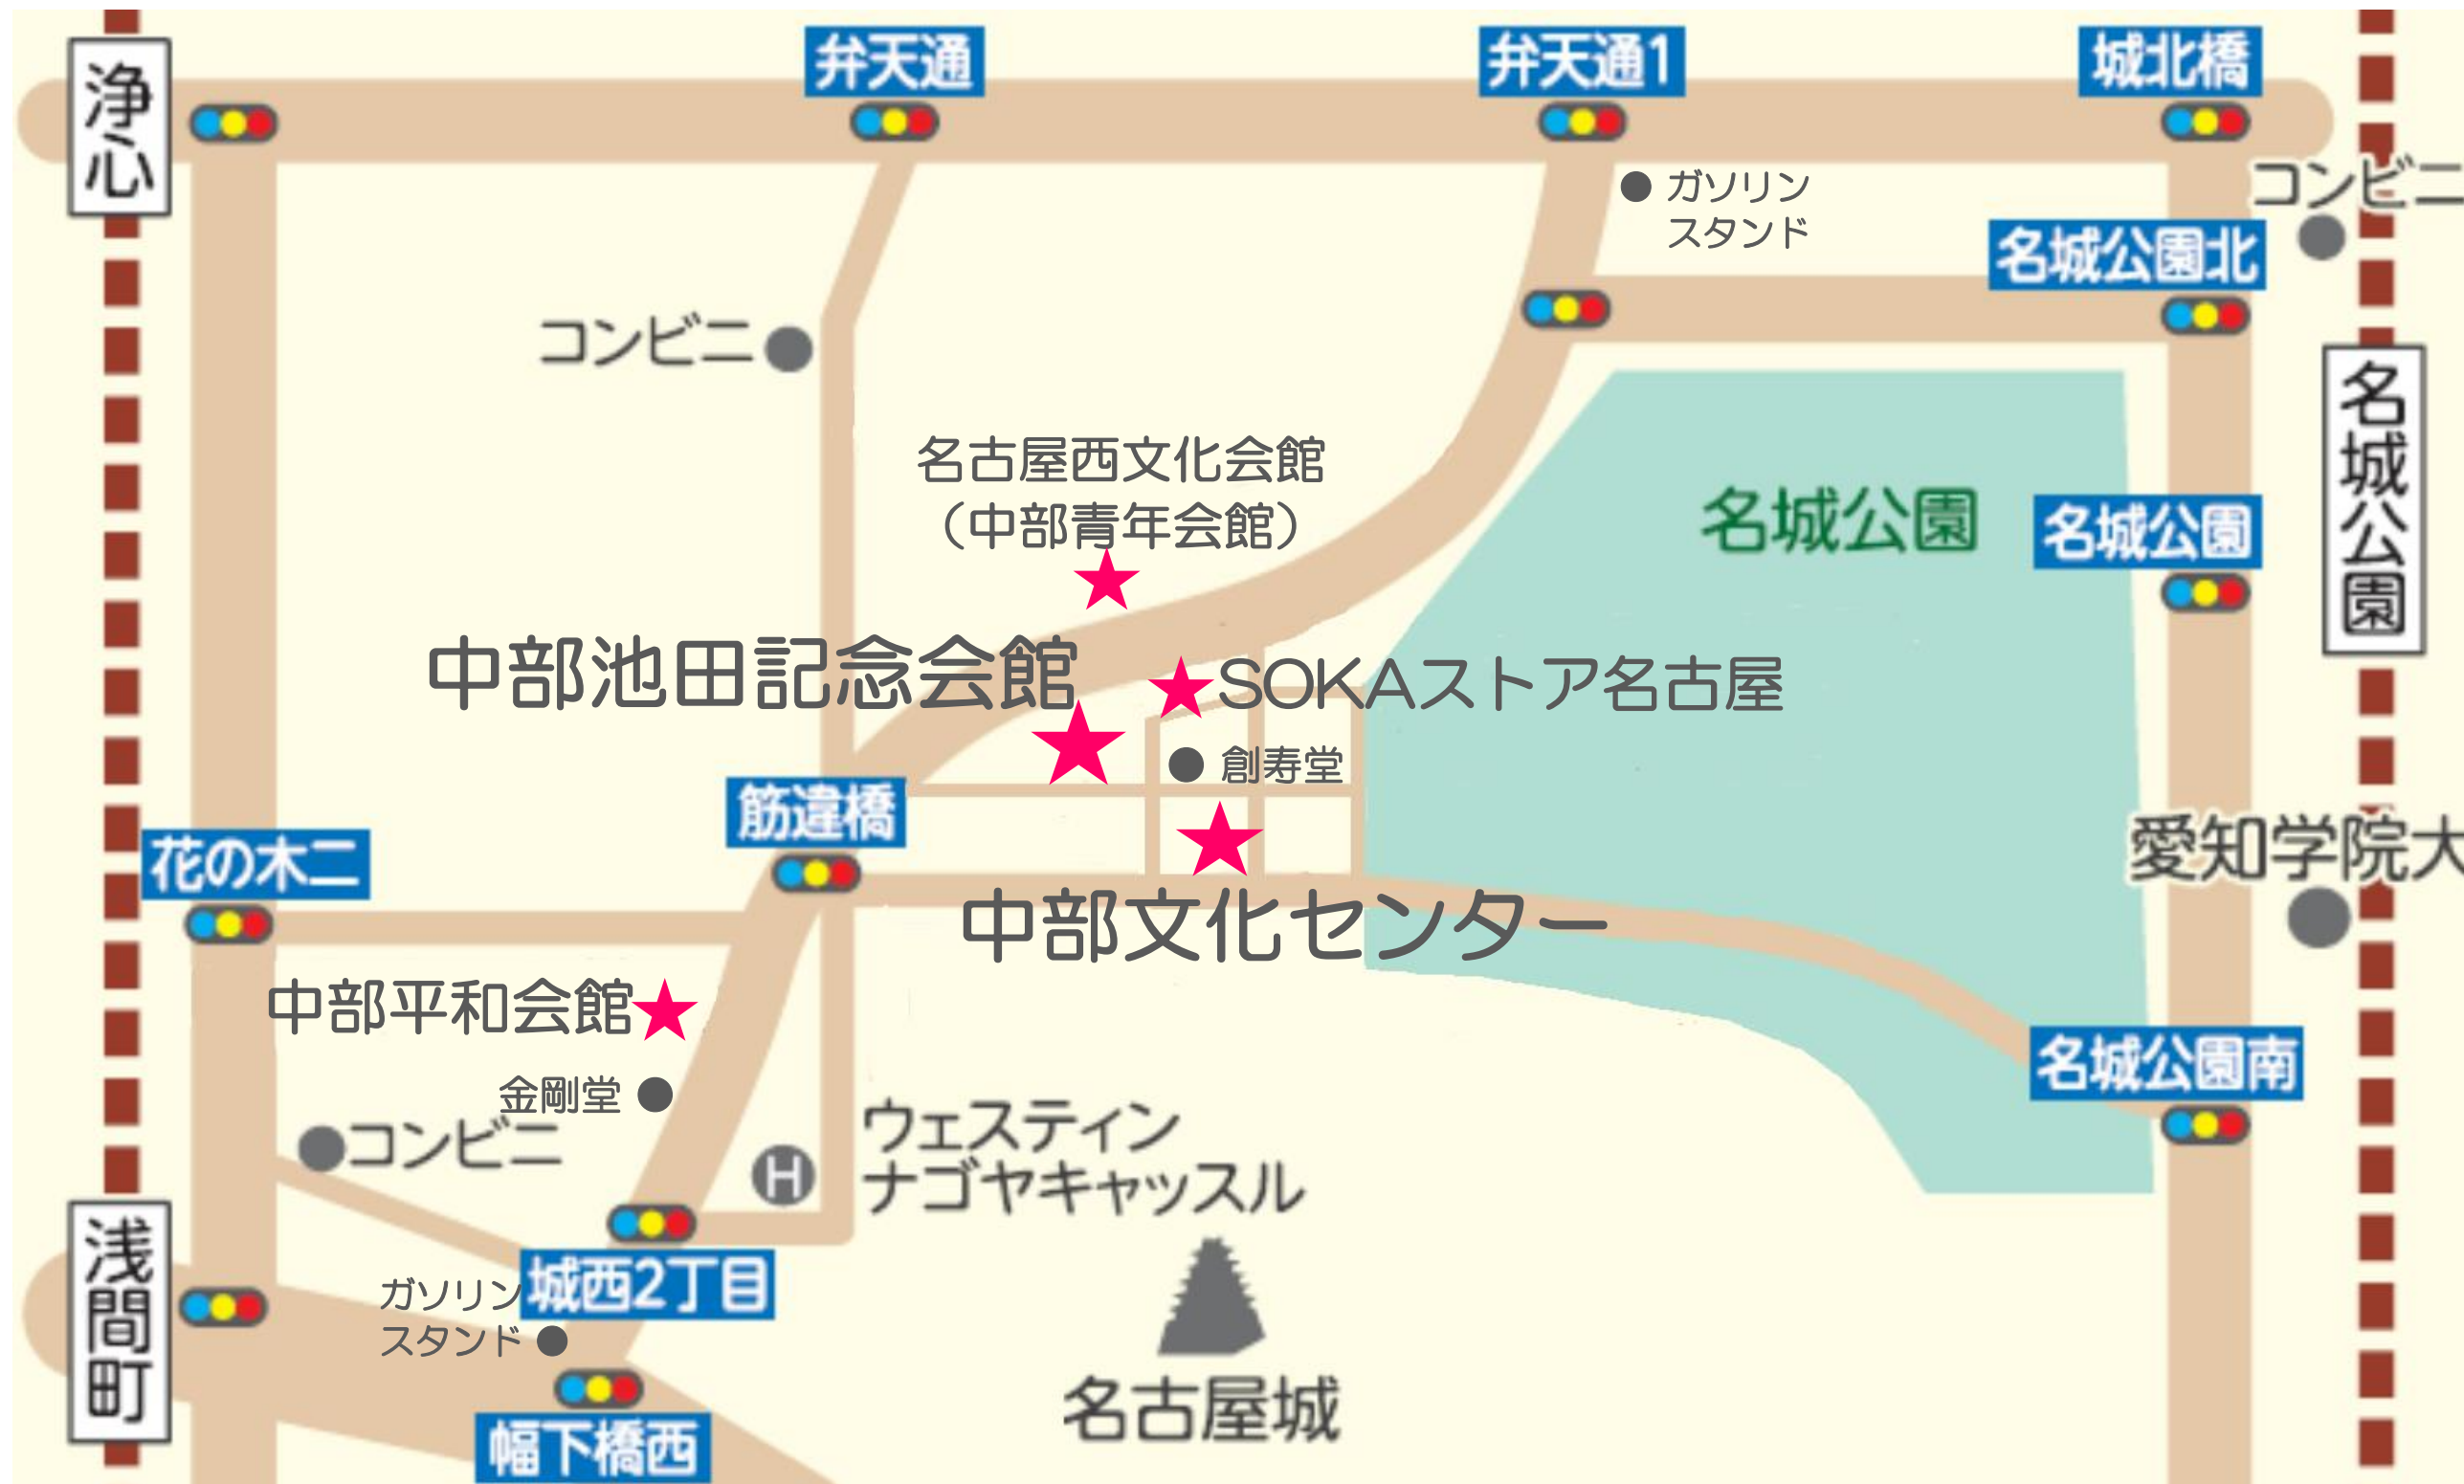 弁天通
弁天通1
城北橋
浄心
コンビニ
ガソリン
スタンド
名城公園北
コンビニ
名城公園
名古屋西文化会館
(中部青年会館)
名城公園
名城公園
中部池田記念会館
SOKAストア名古屋
創寿堂
筋違橋
愛知学院大
花の木二
中部文化センター
中部平和会館
名城公園南
金剛堂
コンビニ
ウェスティン
ナゴヤキャッスル
H
浅間町
城西2丁目
ガソリン
スタンド
名古屋城
幅下橋西